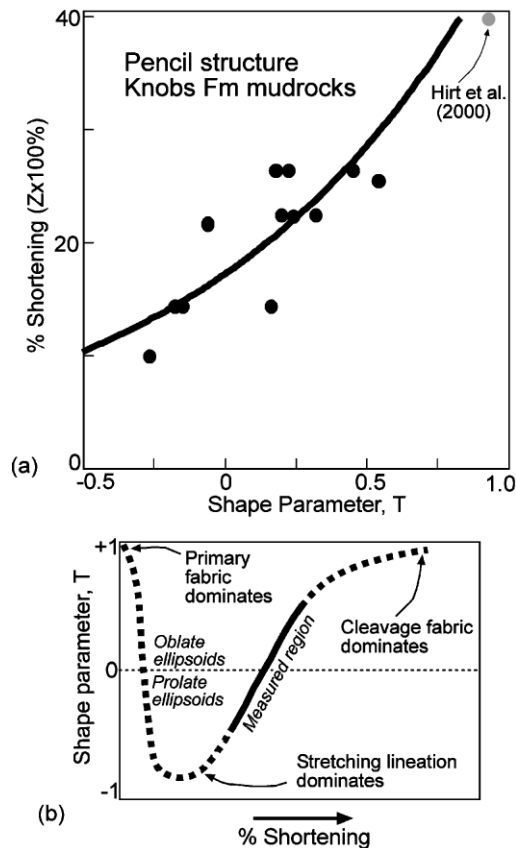 40
Pencil structure
Knobs Fm mudrocks
Hirt et al.
(2000)
% Shortening (Zx100%)
20
0
-0.5
0
0.5
1.0
(a)
Shape Parameter, T
+1
Primary
fabric
dominates
Shape parameter, T
Oblate
ellipsoids
0
Prolate
ellipsoids
Measured region
Cleavage fabric
dominates
Stretching lineation
dominates
-1
(b)
% Shortening